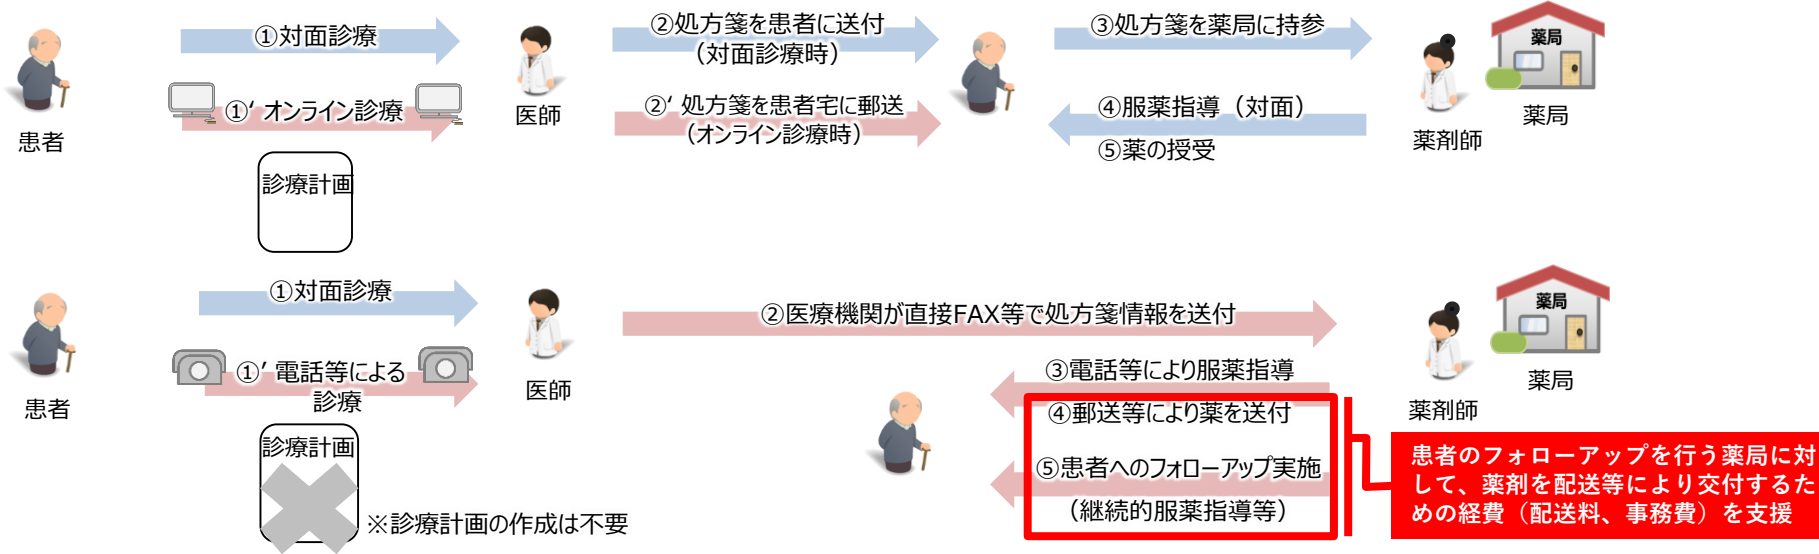 ①対面診療
①‘ オンライン診療
患者
診療計画
医師
②処方箋を患者に送付
（対面診療時）
②‘ 処方箋を患者宅に郵送
（オンライン診療時）
③処方箋を薬局に持参
④服薬指導（対面）
⑤薬の授受
薬剤師
薬局
薬局
①対面診療
①’ 電話等による
診療
患者
診療計画
※診療計画の作成は不要
医師
②医療機関が直接FAX等で処方箋情報を送付
③電話等により服薬指導
④郵送等により薬を送付
⑤患者へのフォローアップ実施
（継続的服薬指導等）
薬剤師
薬局
薬局
患者のフォローアップを行う薬局に対
して、薬剤を配送等により交付するた
めの経費（配送料、事務費）を支援